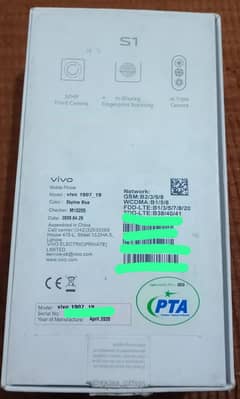 S1
32MP
Front Camera
In-Display
Fingerprint Scanning
AI Triple
Camera
vivo
Mobile Phone
Model: vivo 1907_19
Color: Skyline Blue
Date: 2020.04.25
Assembled in China
LIMITED
www.vivo.com
Network:
GSM:B2/3/5/8
WCDMA:B1/5/8
FDD-LTE:B1/3/5/7/8/20
TDD-LTE:B38/40/41
Model: vivo 1907_19
Serial No:
Year of Manufacture: April, 2020
PTA